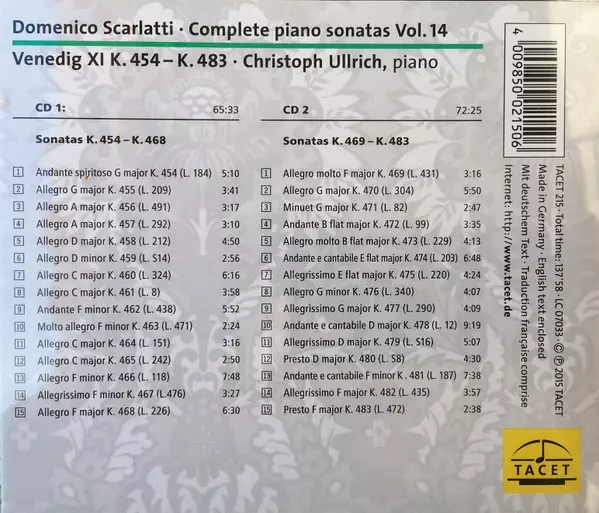 Domenico Scarlatti · Complete piano sonatas Vol. 14
Venedig XI K. 454 – K. 483 · Christoph Ullrich, piano
CD 1: 65:33
Sonatas K. 454 – K. 468
1 Andante spiritoso G major K. 454 (L. 184) 5:10
2 Allegro G major K. 455 (L. 209) 3:41
3 Allegro A major K. 456 (L. 491) 3:17
4 Allegro A major K. 457 (L. 292) 3:10
5 Allegro D major K. 458 (L. 212) 4:50
6 Allegro D minor K. 459 (L. S14) 2:56
7 Allegro C major K. 460 (L. 324) 6:16
8 Allegro C major K. 461 (L. 8) 3:58
9 Andante F minor K. 462 (L. 438) 5:52
10 Molto allegro F minor K. 463 (L. 471) 2:24
11 Allegro C major K. 464 (L. 151) 3:16
12 Allegro C major K. 465 (L. 242) 2:50
13 Allegro F minor K. 466 (L. 118) 7:48
14 Allegrissimo F minor K. 467 (L.476) 3:27
15 Allegro F major K. 468 (L. 226) 6:30
CD 2 72:25
Sonatas K. 469 – K. 483
1 Allegro molto F major K. 469 (L. 431) 3:16
2 Allegro G major K. 470 (L. 304) 5:50
3 Minuet G major K. 471 (L. 82) 2:47
4 Andante B flat major K. 472 (L. 99) 3:35
5 Allegro molto B flat major K. 473 (L. 229) 4:13
6 Andante e cantabile E flat major K. 474 (L. 203) 6:48
7 Allegrissimo E flat major K. 475 (L. 220) 4:24
8 Allegro G minor K. 476 (L. 340) 4:07
9 Allegrissimo G major K. 477 (L. 290) 4:09
10 Andante e cantabile D major K. 478 (L. 12) 9:19
11 Allegrissimo D major K. 479 (L. S16) 5:07
12 Presto D major K. 480 (L. S8) 4:30
13 Andante e cantabile F minor K. 481 (L. 187) 7:38
14 Allegrissimo F major K. 482 (L. 435) 3:57
15 Presto F major K. 483 (L. 472) 2:38
4 009850 021506
TACET 215 · Total time: 137'58 · LC 07033 · © ℗ 2015 TACET
Made in Germany · English text enclosed
Mit deutschem Text · Traduction française comprise
Internet: http://www.tacet.de
TACET